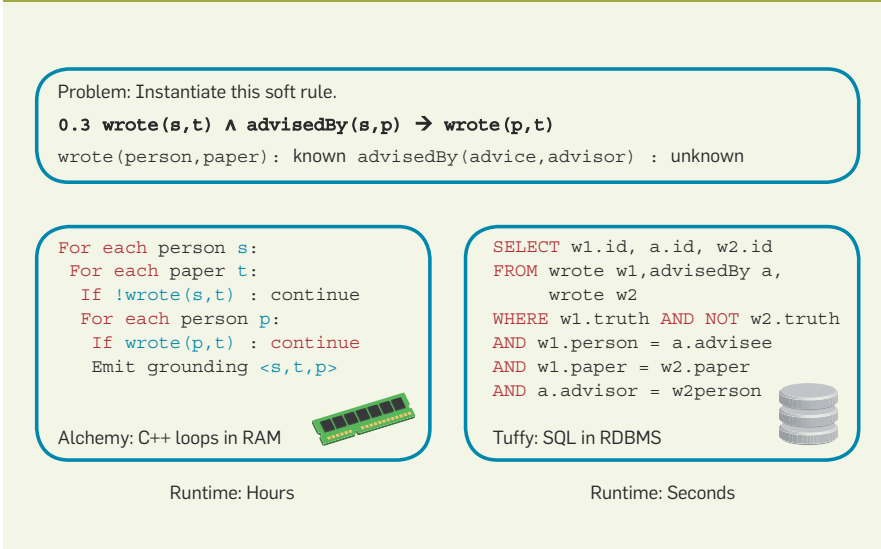 Problem: Instantiate this soft rule.
0.3 wrote(s,t) ∧ advisedBy(s,p) → wrote(p,t)
wrote(person,paper): known advisedBy(advice,advisor) : unknown
For each person s:
For each paper t:
If !wrote(s,t) : continue
For each person p:
If wrote(p,t) : continue
Emit grounding <s,t,p>
Alchemy: C++ loops in RAM
Runtime: Hours
SELECT w1.id, a.id, w2.id
FROM wrote w1,advisedBy a,
wrote w2
WHERE w1.truth AND NOT w2.truth
AND w1.person = a.advisee
AND w1.paper = w2.paper
AND a.advisor = w2person
Tuffy: SQL in RDBMS
Runtime: Seconds